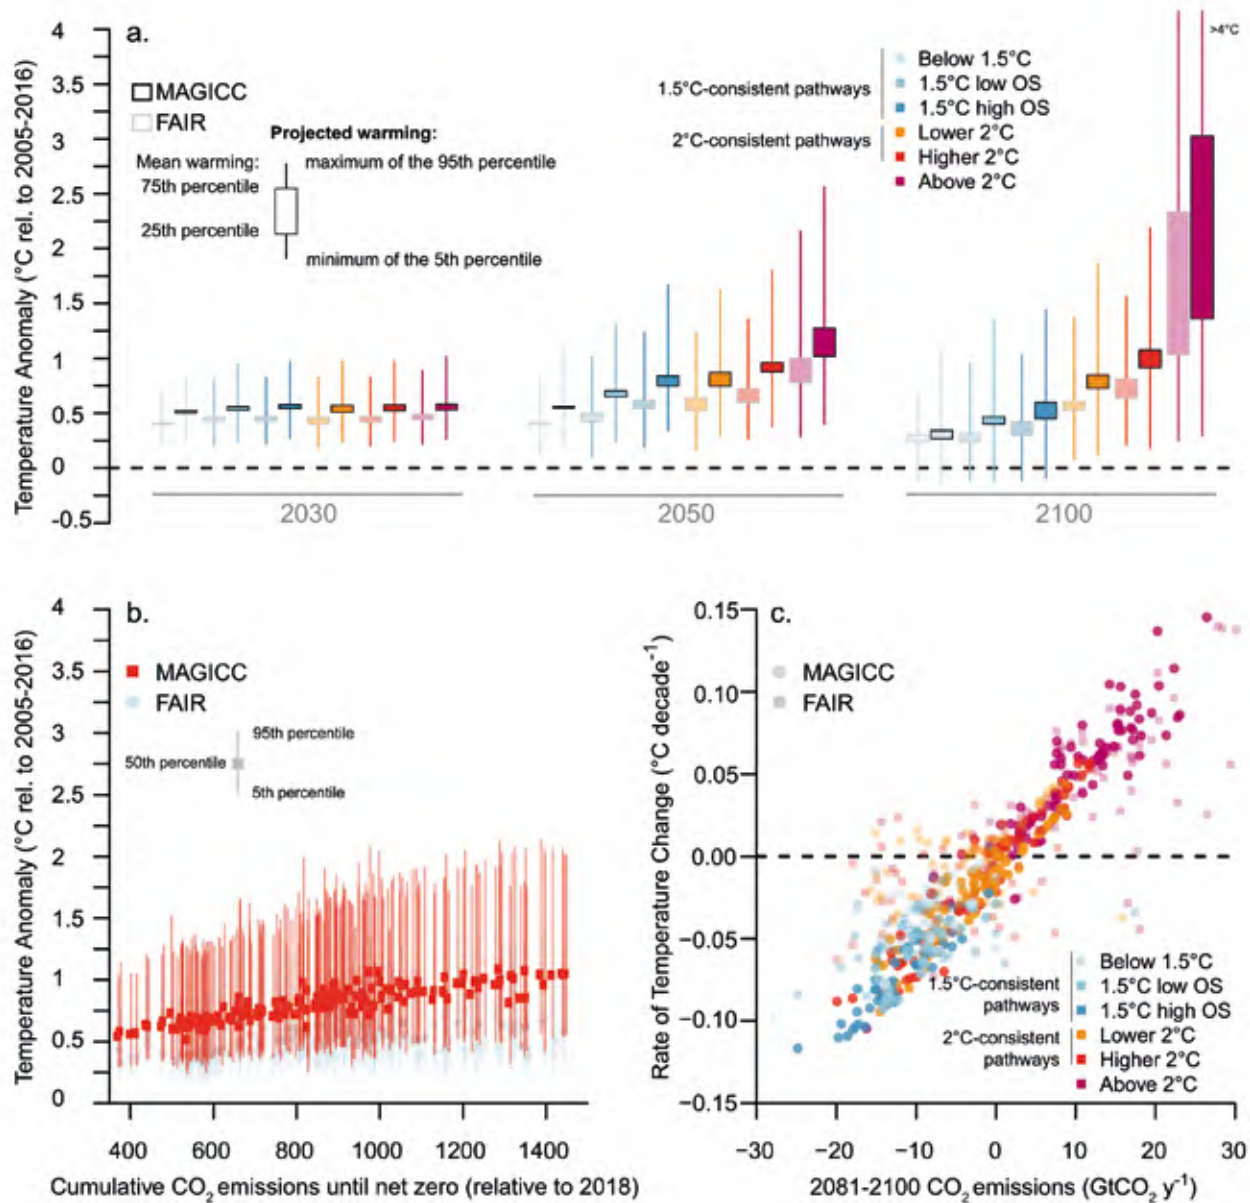 a.
4
3.5
3
2.5
2
1.5
1
0.5
0
-0.5
Temperature Anomaly (°C rel. to 2005-2016)
MAGICC
FAIR
Projected warming:
Mean warming:
maximum of the 95th percentile
75th percentile
25th percentile
minimum of the 5th percentile
1.5°C-consistent pathways
2°C-consistent pathways
Below 1.5°C
1.5°C low OS
1.5°C high OS
Lower 2°C
Higher 2°C
Above 2°C
>4°C
2030
2050
2100
b.
4
3.5
3
2.5
2
1.5
1
0.5
0
Temperature Anomaly (°C rel. to 2005-2016)
MAGICC
FAIR
95th percentile
50th percentile
5th percentile
400
600
800
1000
1200
1400
Cumulative CO₂ emissions until net zero (relative to 2018)
c.
0.15
0.10
0.05
0.00
−0.05
−0.10
−0.15
Rate of Temperature Change (°C decade⁻¹)
MAGICC
FAIR
1.5°C-consistent
pathways
2°C-consistent
pathways
Below 1.5°C
1.5°C low OS
1.5°C high OS
Lower 2°C
Higher 2°C
Above 2°C
−30
−20
−10
0
10
20
30
2081-2100 CO₂ emissions (GtCO₂ y⁻¹)